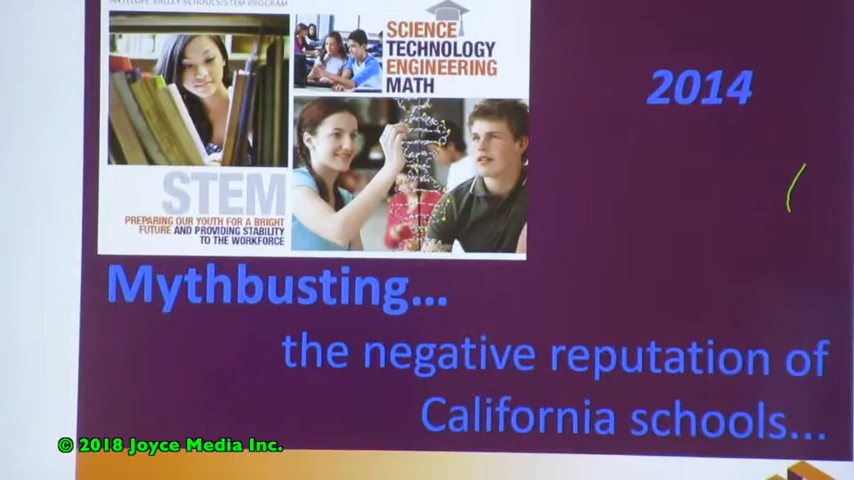 ANTELOPE VALLEY SCHOOLS/STEM PROGRAM
SCIENCE
TECHNOLOGY
ENGINEERING
MATH
2014
STEM
PREPARING OUR YOUTH FOR A BRIGHT
FUTURE AND PROVIDING STABILITY
TO THE WORKFORCE
Mythbusting...
the negative reputation of
California schools...
© 2018 Joyce Media Inc.